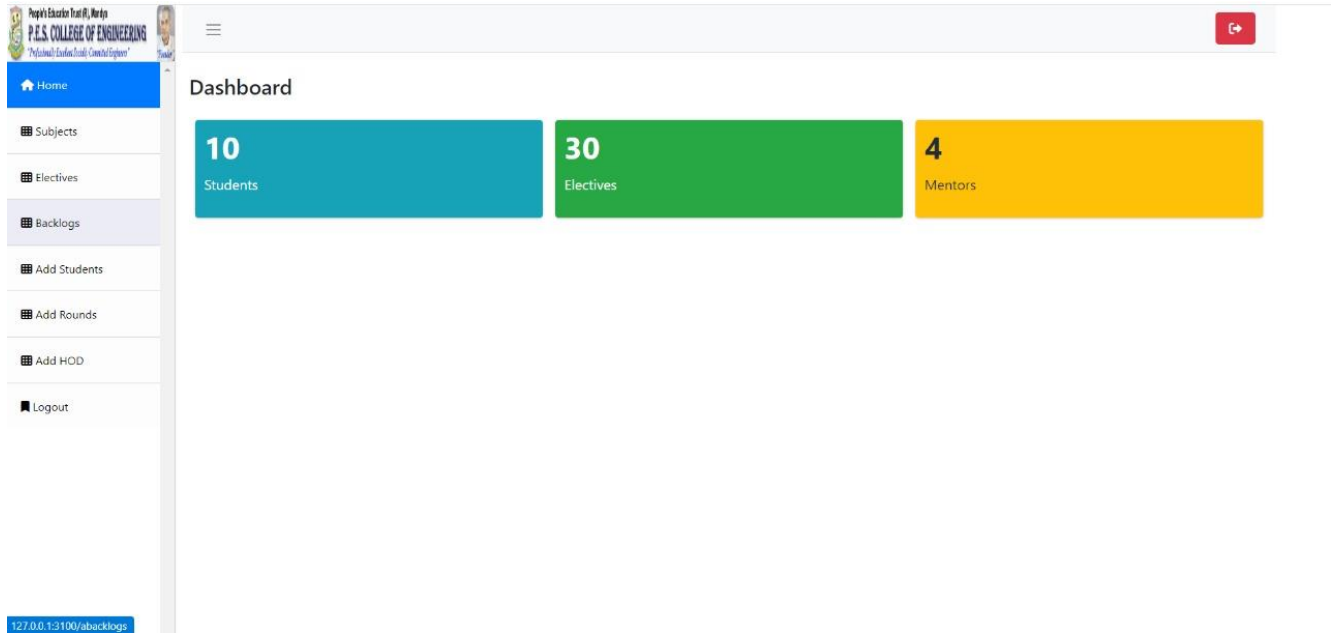 People's Education Trust (R), Mandya
P.E.S. COLLEGE OF ENGINEERING
Home
Subjects
Electives
Backlogs
Add Students
Add Rounds
Add HOD
Logout
Dashboard
10
Students
30
Electives
4
Mentors
127.0.0.1:3100/abacklogs